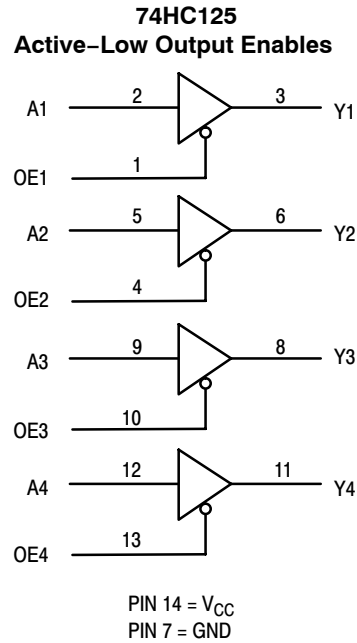 74HC125
Active−Low Output Enables
A1 2 3 Y1
OE1 1
A2 5 6 Y2
OE2 4
A3 9 8 Y3
OE3 10
A4 12 11 Y4
OE4 13
PIN 14 = VCC
PIN 7 = GND